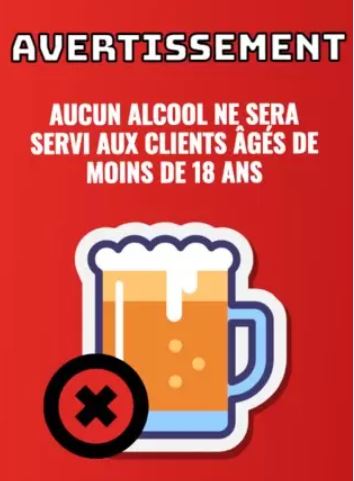 AVERTISSEMENT
AUCUN ALCOOL NE SERA
SERVI AUX CLIENTS ÂGÉS DE
MOINS DE 18 ANS